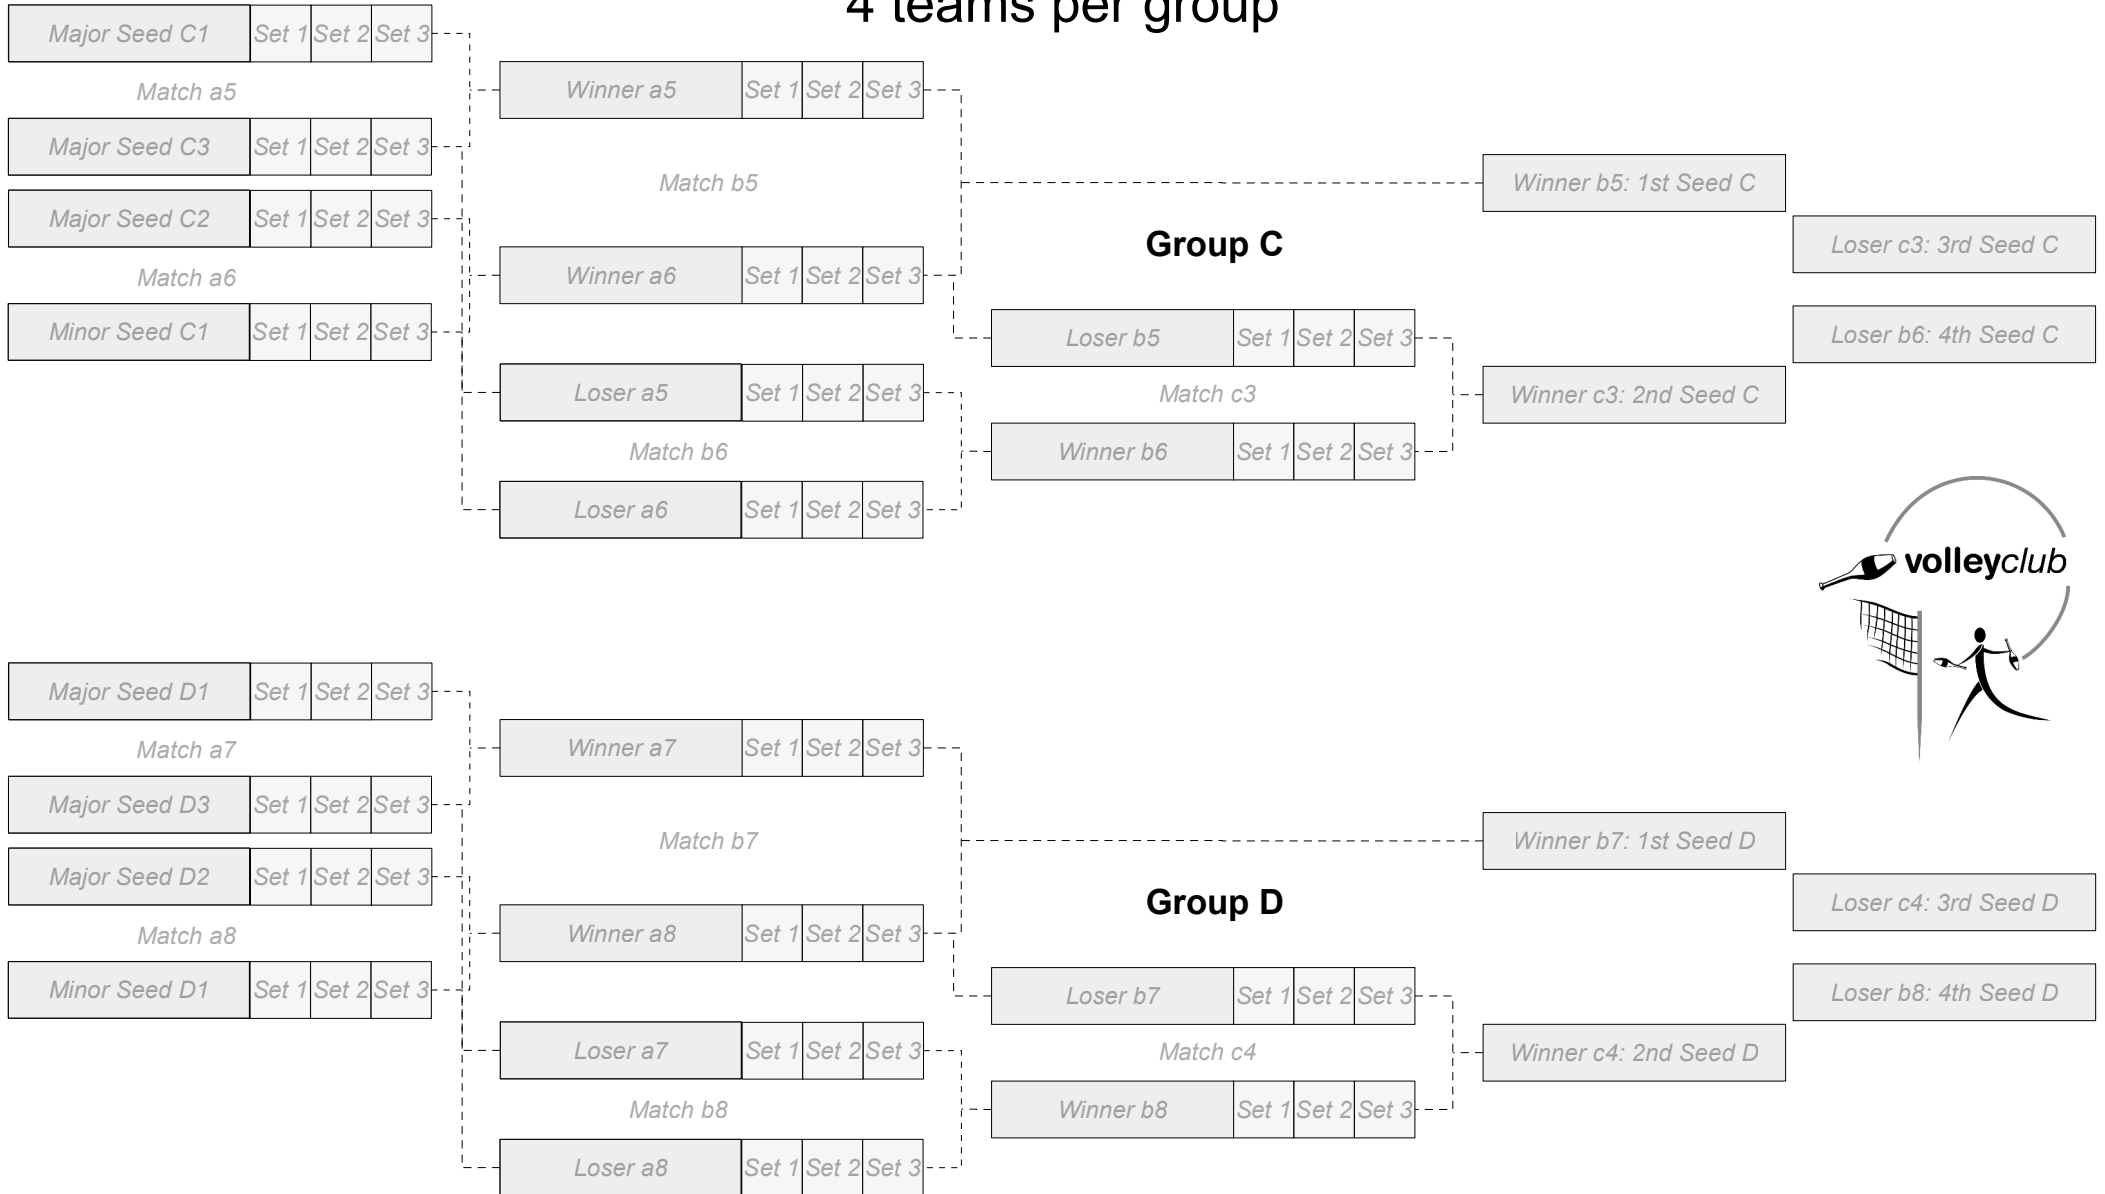 4 teams per group
Major Seed C1 Set 1 Set 2 Set 3
Match a5
Major Seed C3 Set 1 Set 2 Set 3
Major Seed C2 Set 1 Set 2 Set 3
Match a6
Minor Seed C1 Set 1 Set 2 Set 3
Winner a5 Set 1 Set 2 Set 3
Match b5
Winner a6 Set 1 Set 2 Set 3
Loser a5 Set 1 Set 2 Set 3
Match b6
Loser a6 Set 1 Set 2 Set 3
Group C
Loser b5 Set 1 Set 2 Set 3
Match c3
Winner b6 Set 1 Set 2 Set 3
Winner b5: 1st Seed C
Loser c3: 3rd Seed C
Loser b6: 4th Seed C
Winner c3: 2nd Seed C
volleyclub
Major Seed D1 Set 1 Set 2 Set 3
Match a7
Major Seed D3 Set 1 Set 2 Set 3
Major Seed D2 Set 1 Set 2 Set 3
Match a8
Minor Seed D1 Set 1 Set 2 Set 3
Winner a7 Set 1 Set 2 Set 3
Match b7
Winner a8 Set 1 Set 2 Set 3
Loser a7 Set 1 Set 2 Set 3
Match b8
Loser a8 Set 1 Set 2 Set 3
Group D
Loser b7 Set 1 Set 2 Set 3
Match c4
Winner b8 Set 1 Set 2 Set 3
Winner b7: 1st Seed D
Loser c4: 3rd Seed D
Loser b8: 4th Seed D
Winner c4: 2nd Seed D